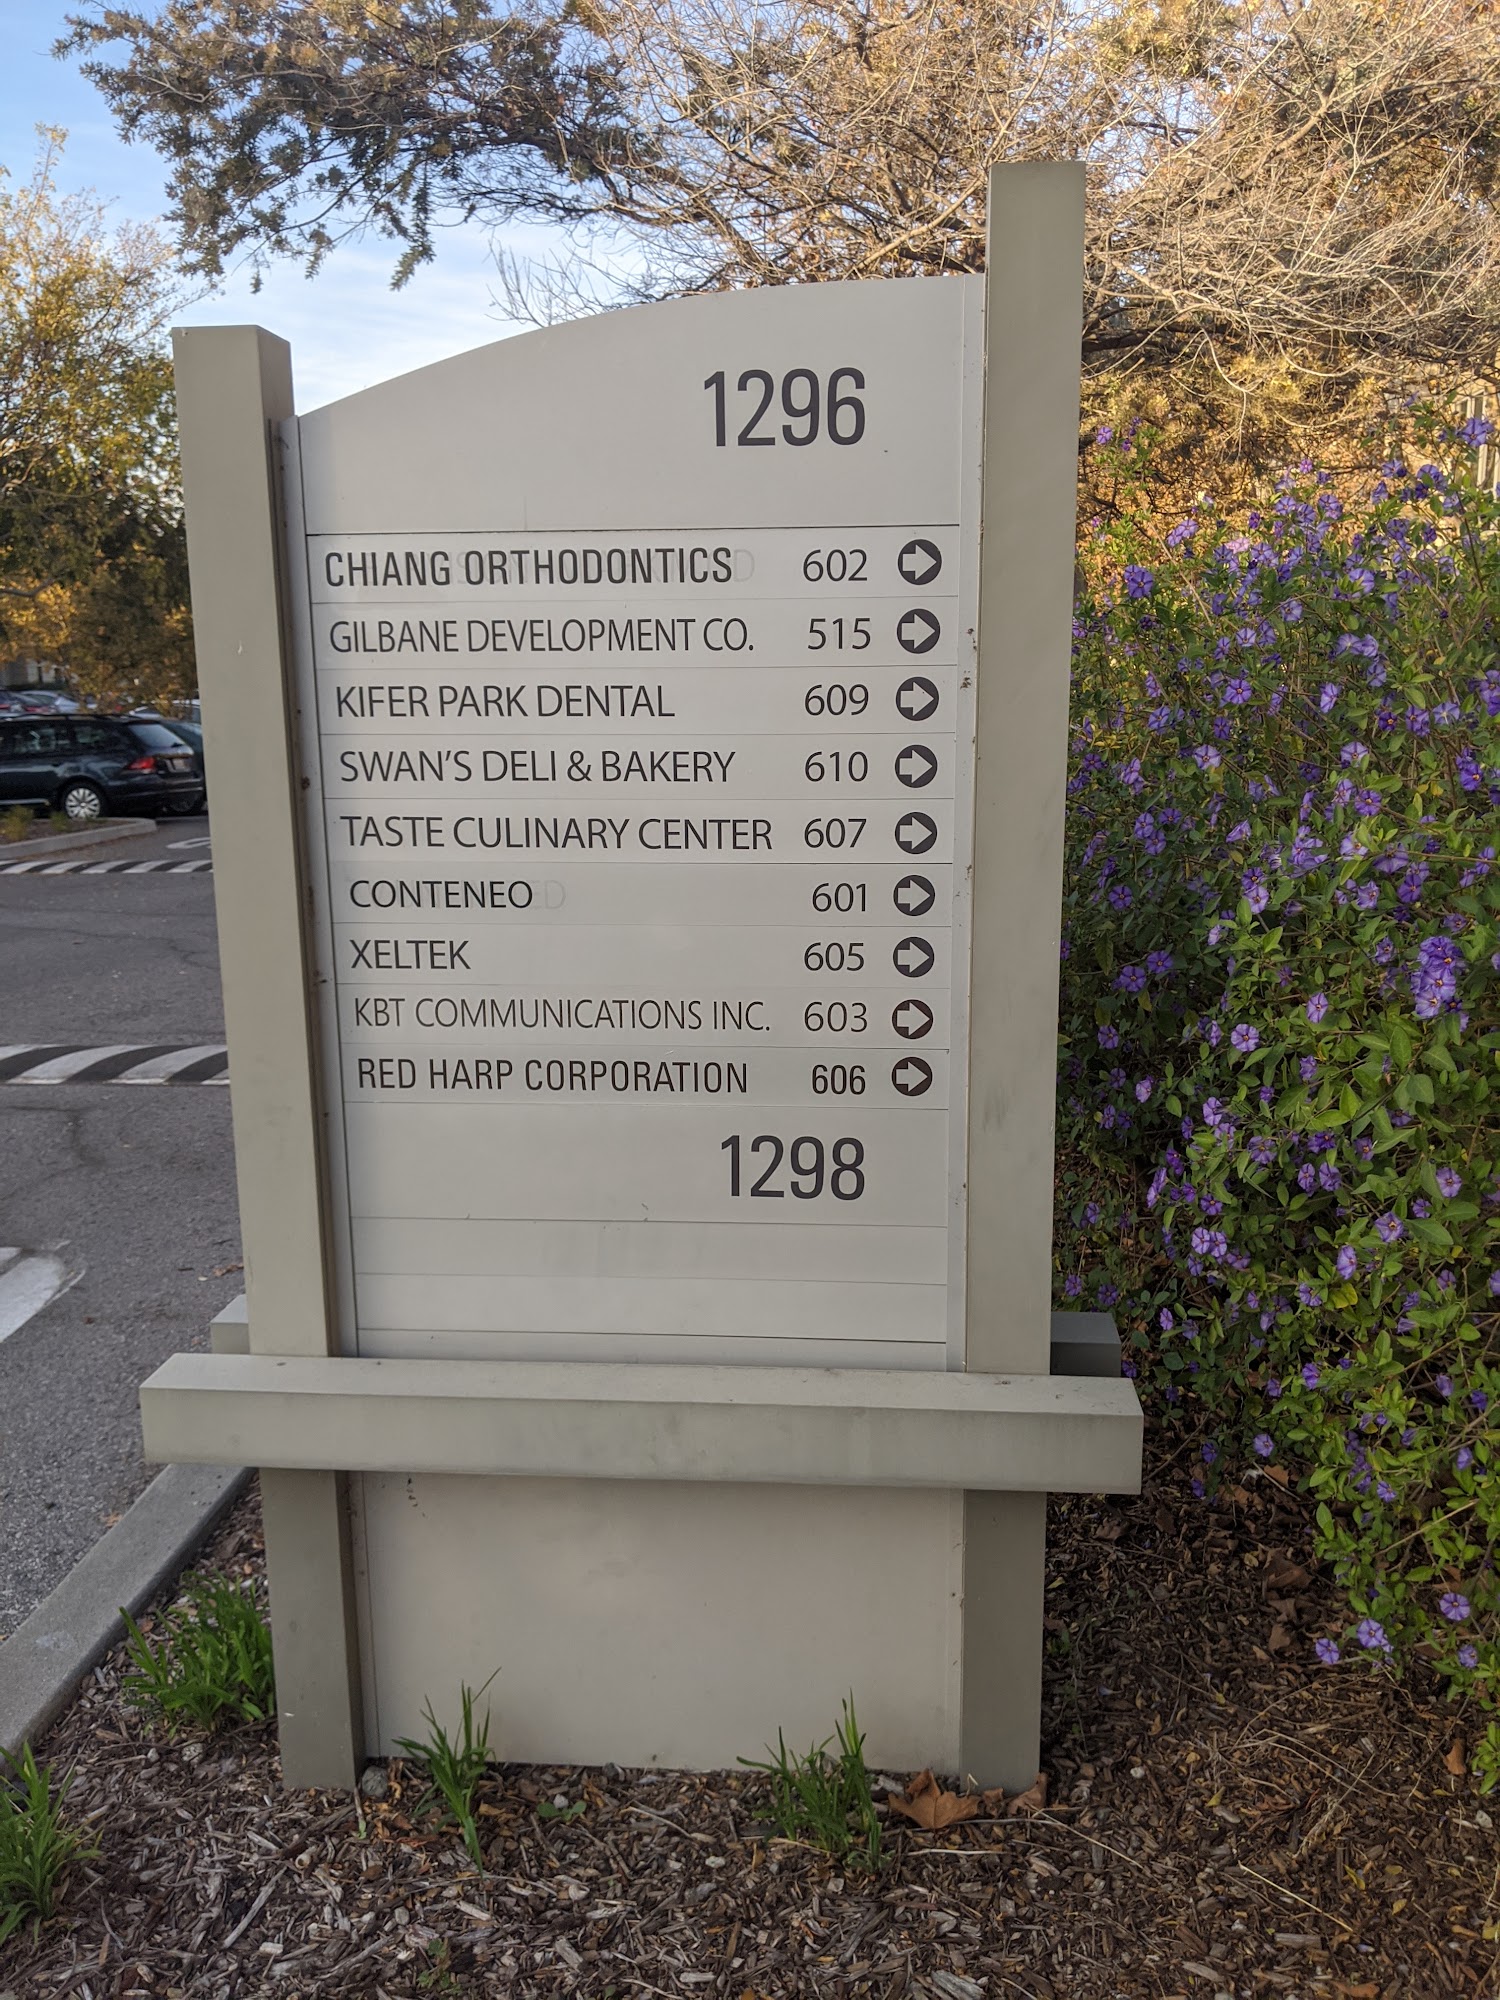 1296
CHIANG ORTHODONTICS 602
GILBANE DEVELOPMENT CO. 515
KIFER PARK DENTAL 609
SWAN'S DELI & BAKERY 610
TASTE CULINARY CENTER 607
CONTENEO 601
XELTEK 605
KBT COMMUNICATIONS INC. 603
RED HARP CORPORATION 606
1298